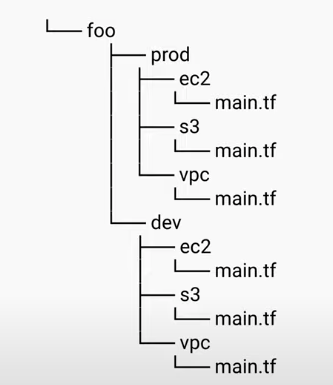 foo
prod
ec2
main.tf
s3
main.tf
vpc
main.tf
dev
ec2
main.tf
s3
main.tf
vpc
main.tf